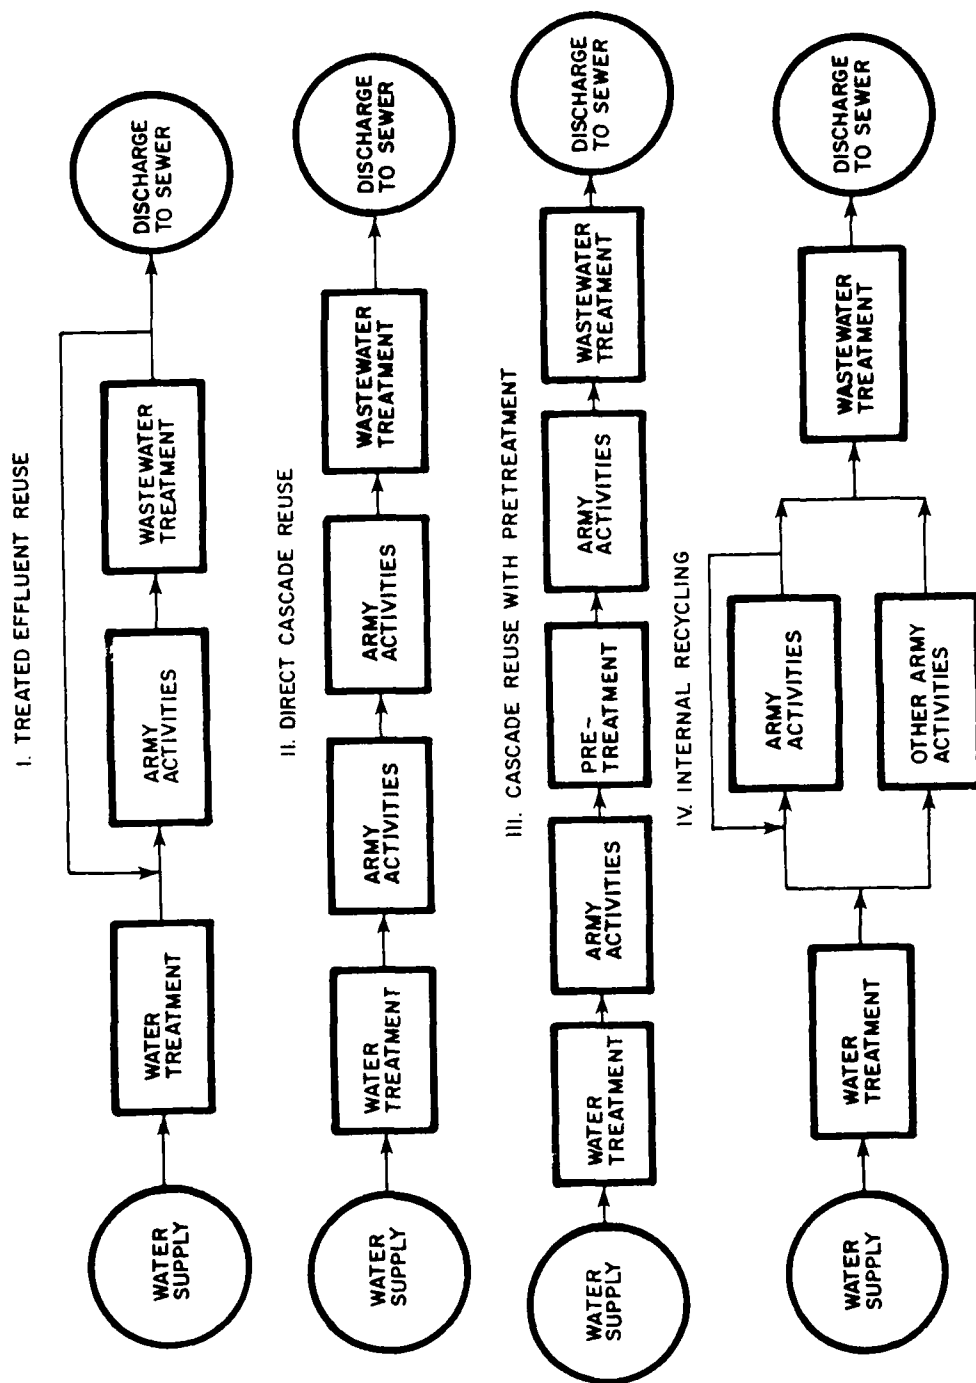 I. TREATED EFFLUENT REUSE
WATER
SUPPLY
WATER
TREATMENT
ARMY
ACTIVITIES
WASTEWATER
TREATMENT
DISCHARGE
TO SEWER
II. DIRECT CASCADE REUSE
WATER
SUPPLY
WATER
TREATMENT
ARMY
ACTIVITIES
ARMY
ACTIVITIES
WASTEWATER
TREATMENT
DISCHARGE
TO SEWER
III. CASCADE REUSE WITH PRETREATMENT
WATER
SUPPLY
WATER
TREATMENT
ARMY
ACTIVITIES
PRE-
TREATMENT
ARMY
ACTIVITIES
WASTEWATER
TREATMENT
DISCHARGE
TO SEWER
IV. INTERNAL RECYCLING
WATER
SUPPLY
WATER
TREATMENT
ARMY
ACTIVITIES
OTHER ARMY
ACTIVITIES
WASTEWATER
TREATMENT
DISCHARGE
TO SEWER